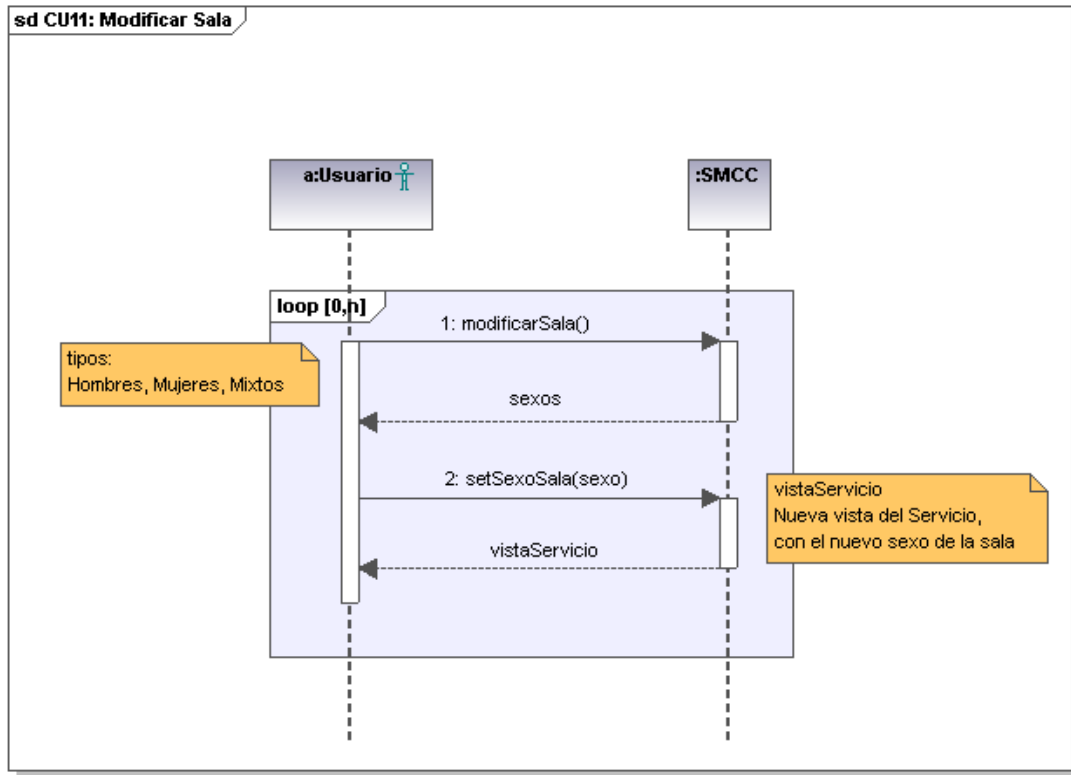 sd CU11: Modificar Sala
a:Usuario
:SMCC
loop [0,n]
1: modificarSala()
tipos:
Hombres, Mujeres, Mixtos
sexos
2: setSexoSala(sexo)
vistaServicio
Nueva vista del Servicio,
con el nuevo sexo de la sala
vistaServicio